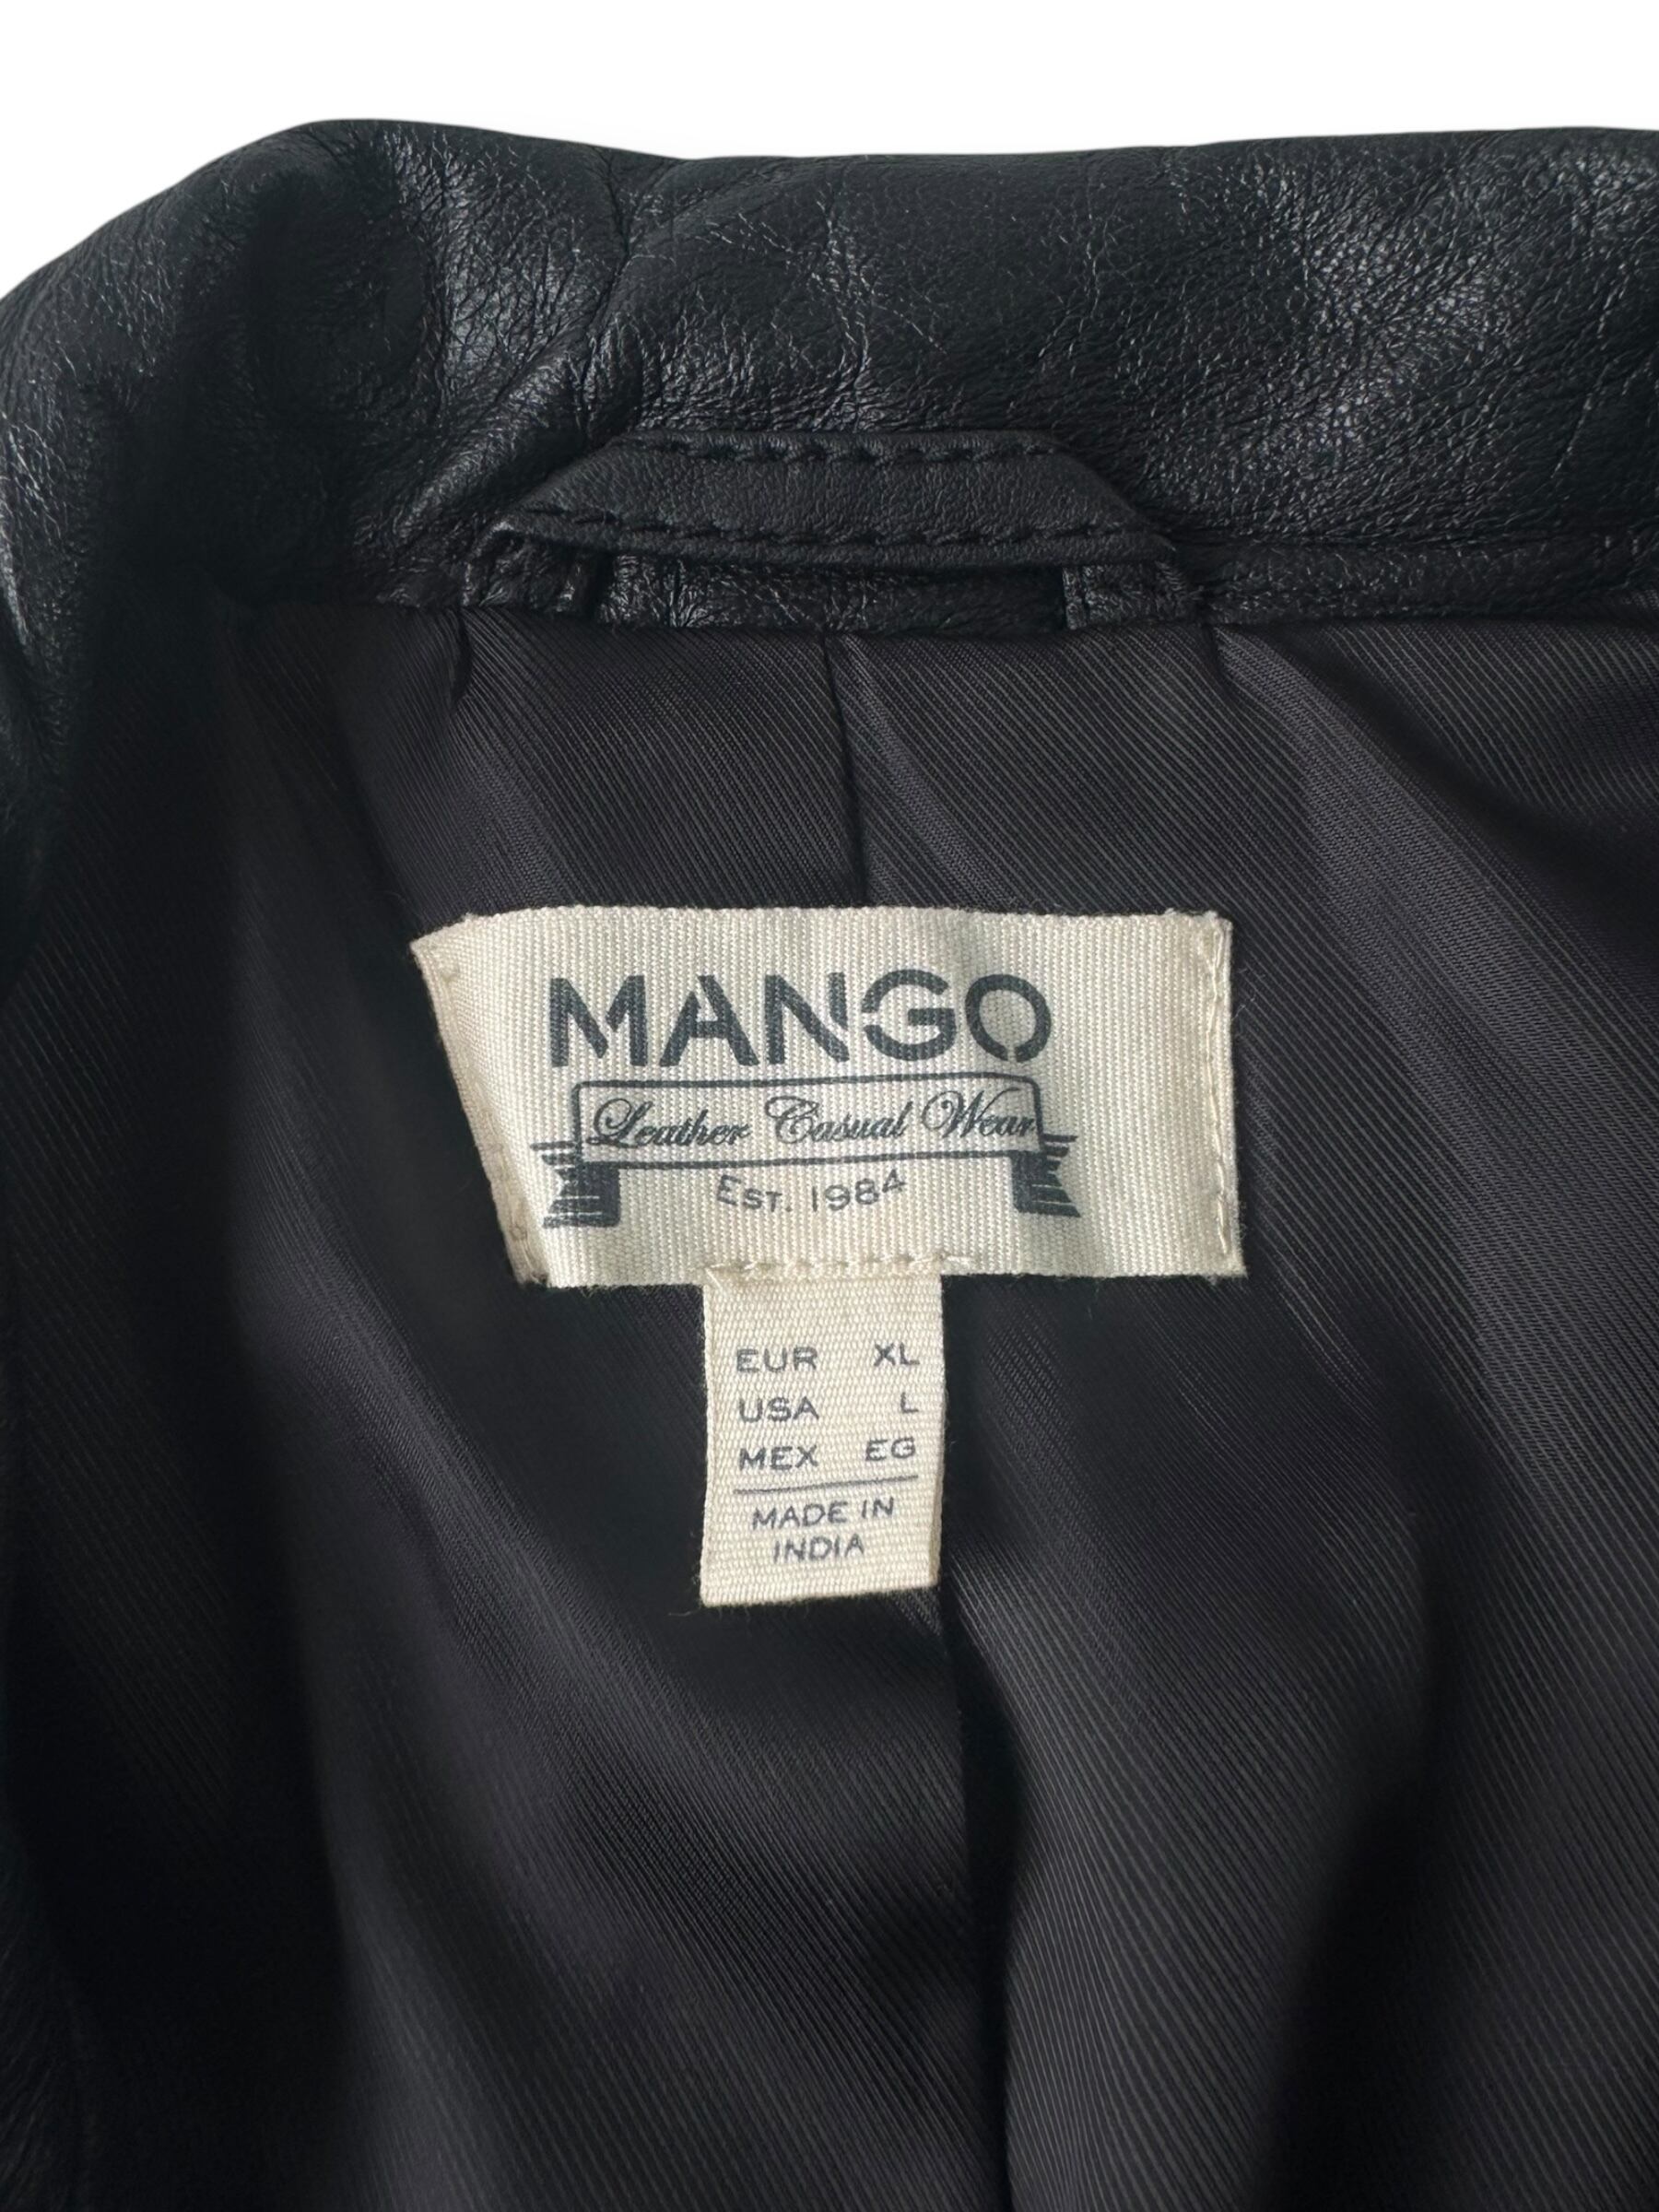 MANGO
Leather Casual Wear
EST. 1984
EUR XL
USA L
MEX EG
MADE IN
INDIA